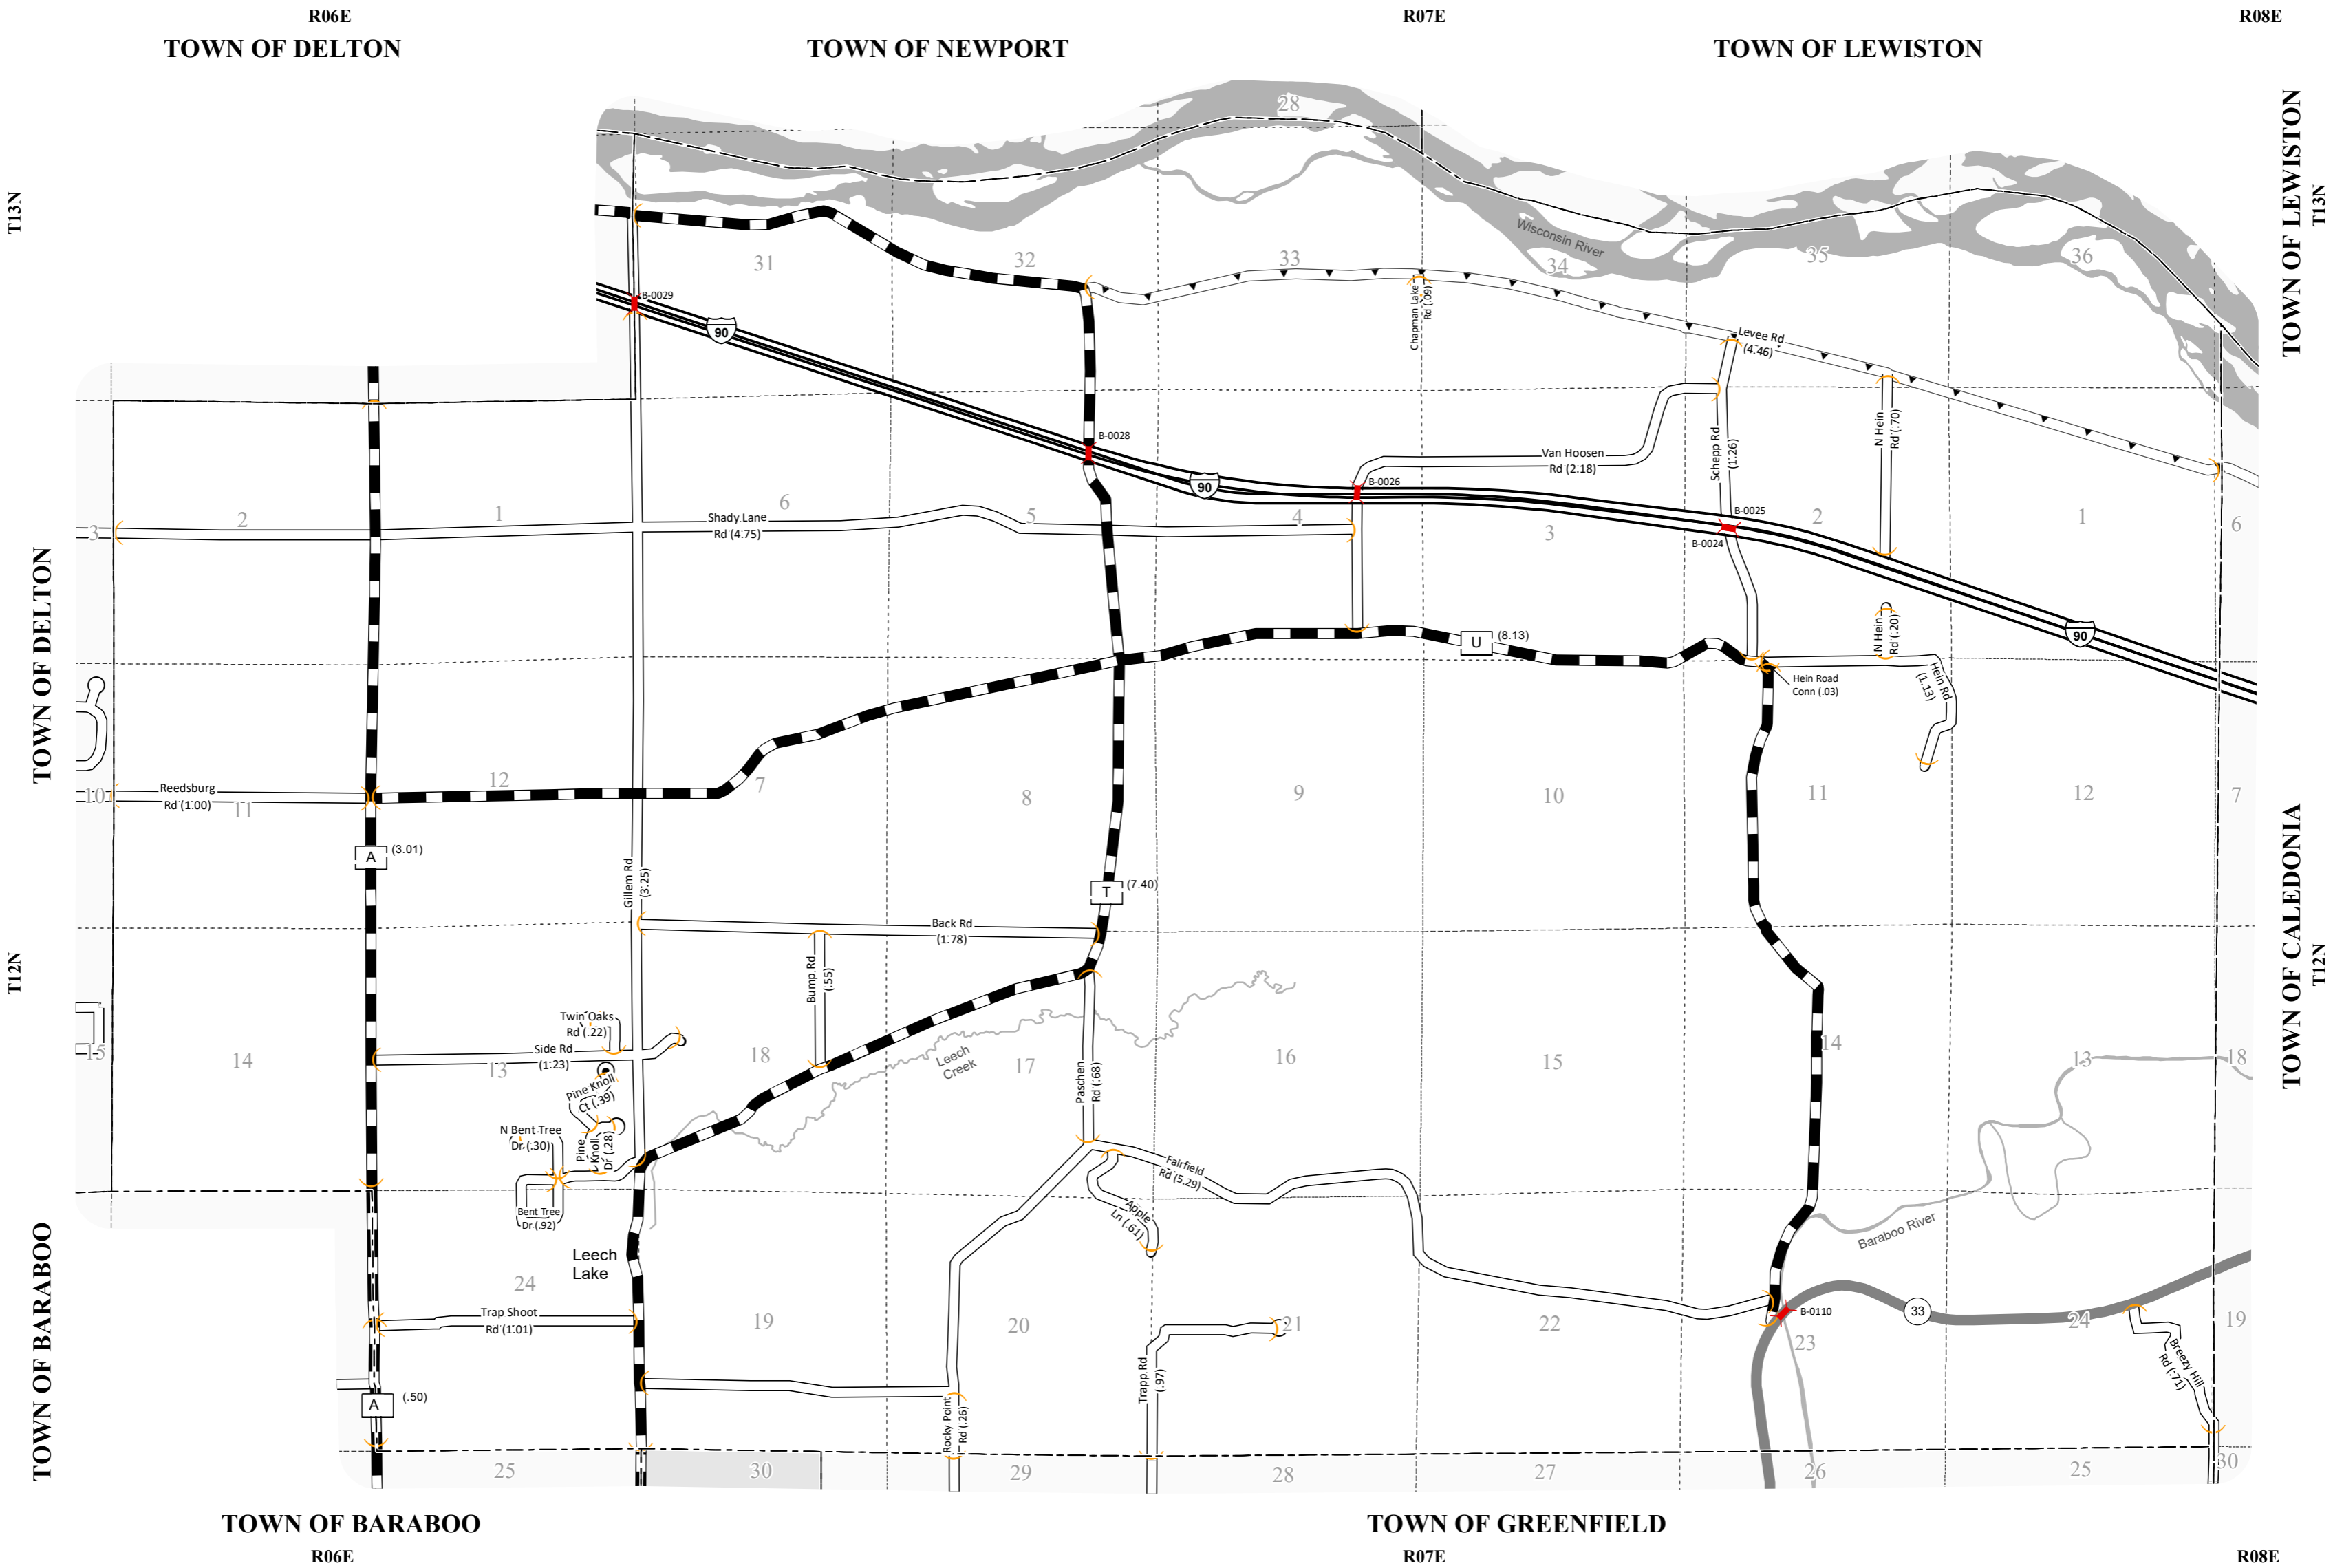 R06E
R07E
R08E
TOWN OF DELTON
TOWN OF NEWPORT
TOWN OF LEWISTON
28
TOWN OF LEWISTON
T13N
T13N
31
32
33
34
35
36
Wisconsin River
B-0029
90
Chapman Lake
Rd (.09)
Levee Rd
(4.46)
B-0028
N Hein
Rd (.70)
Schepp Rd
(1.26)
Van Hoosen
Rd (2.18)
90
B-0026
B-0025
B-0024
3
2
1
6
5
4
3
2
1
6
Shady Lane
Rd (4.75)
TOWN OF DELTON
U
(8.13)
N Hein
Rd (.20)
90
Hein Road
Conn (.03)
Hein Rd
(1.13)
Reedsburg
Rd (1.00)
10
11
12
7
8
9
10
11
12
7
A
(3.01)
Gillem Rd
(3.25)
T
(7.40)
TOWN OF CALEDONIA
T12N
T12N
Back Rd
(1.78)
Bump Rd
(.55)
Twin Oaks
Rd (.22)
Side Rd
(1.23)
15
14
13
18
17
16
15
14
13
18
Leech
Creek
Pine Knoll
Ct (.39)
Paschen
Rd (.68)
N Bent Tree
Dr (.30)
Pine
Knoll
Dr (.28)
Bent Tree
Dr (.92)
Fairfield
Rd (5.29)
Apple
Ln (.61)
Baraboo River
Leech
Lake
TOWN OF BARABOO
24
19
20
21
22
23
24
19
Trap Shoot
Rd (1.01)
B-0110
33
Breezy Hill
Rd (.71)
Trapp Rd
(.97)
Rocky Point
Rd (.26)
A
(.50)
25
30
29
28
27
26
25
30
TOWN OF BARABOO
TOWN OF GREENFIELD
R06E
R07E
R08E